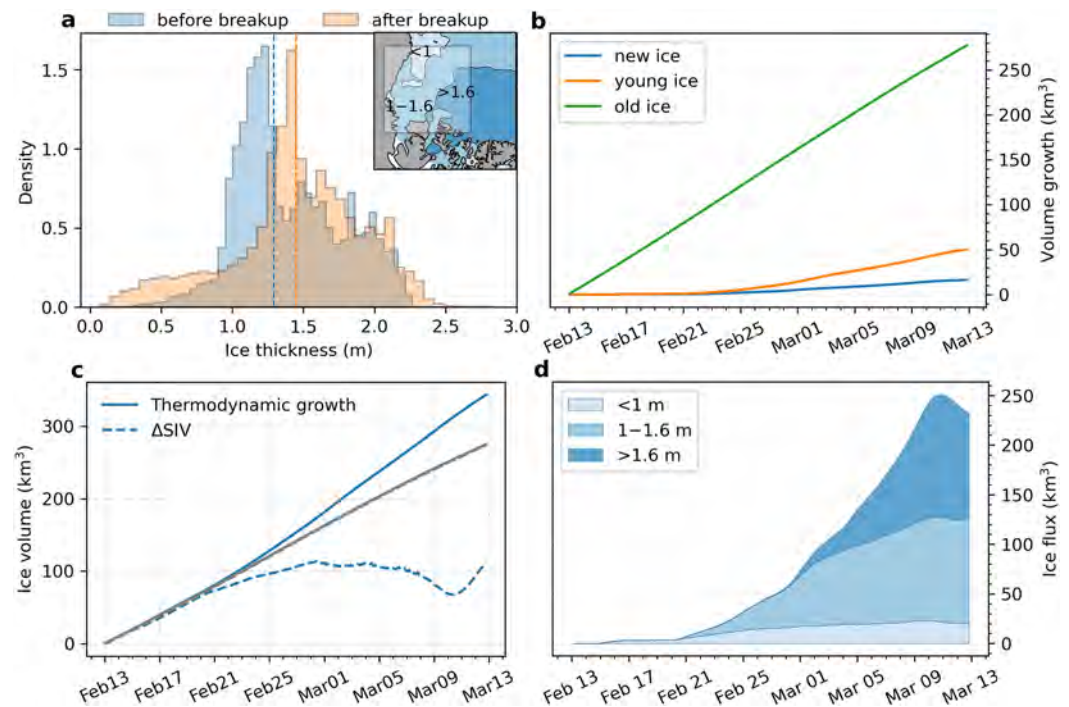 a
before breakup
after breakup
<1
>1.6
1−1.6
1.5
1.0
0.5
0.0
Density
0.0 0.5 1.0 1.5 2.0 2.5 3.0
Ice thickness (m)
b
new ice
young ice
old ice
250
200
150
100
50
0
Volume growth (km³)
Feb13 Feb17 Feb21 Feb25 Mar01 Mar05 Mar09 Mar13
c
Thermodynamic growth
ΔSIV
300
200
100
0
Ice volume (km³)
Feb13 Feb17 Feb21 Feb25 Mar01 Mar05 Mar09 Mar13
d
<1 m
1−1.6 m
>1.6 m
250
200
150
100
50
0
Ice flux (km³)
Feb 13 Feb 17 Feb 21 Feb 25 Mar 01 Mar 05 Mar 09 Mar 13